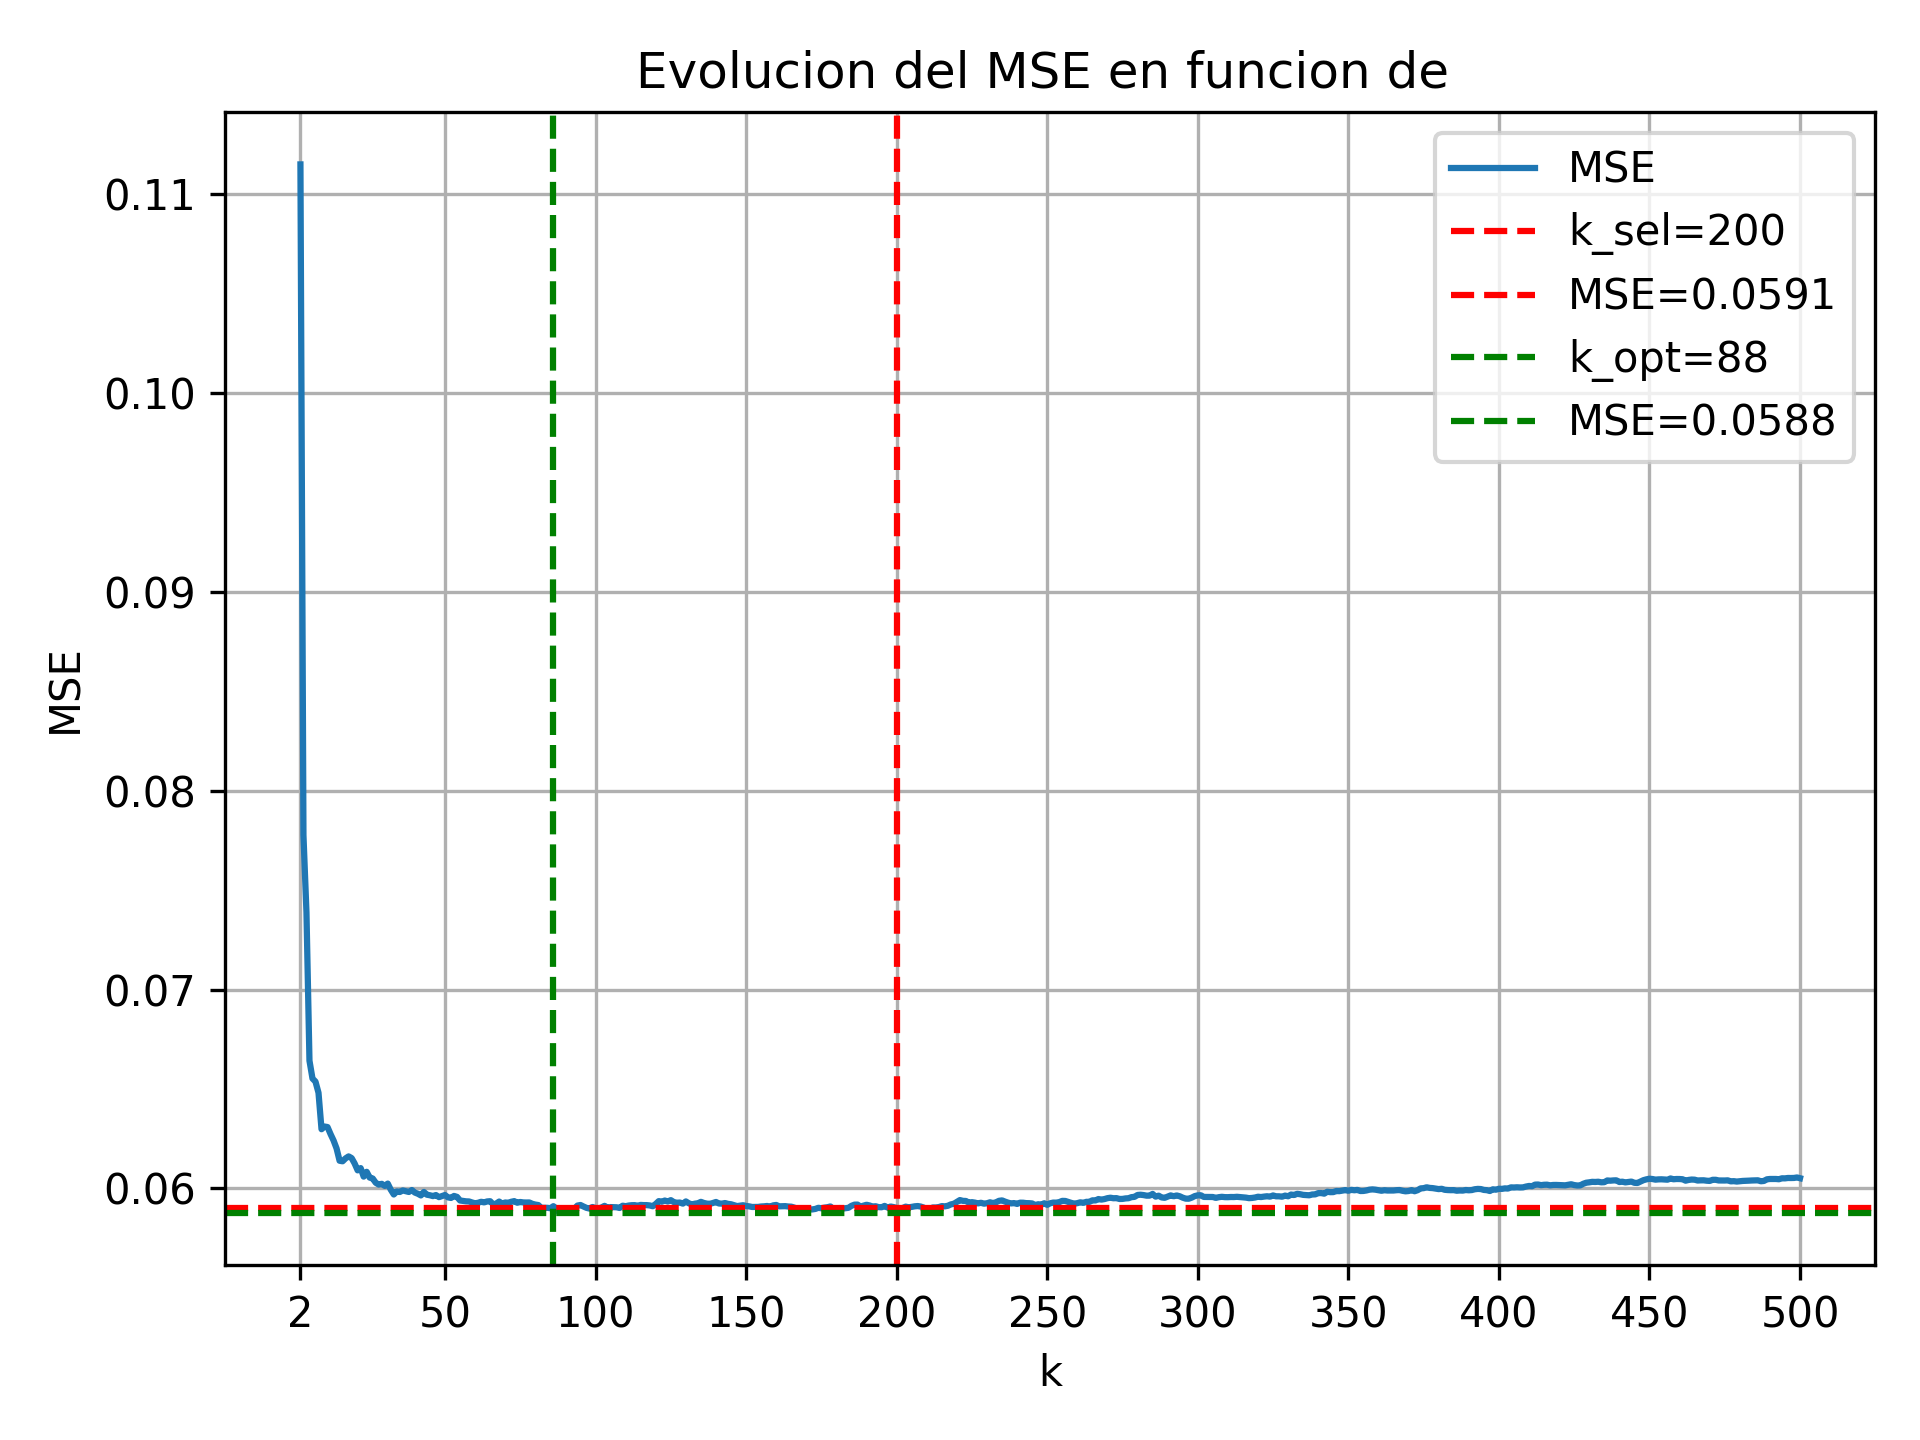 Evolucion del MSE en funcion de
MSE
k_sel=200
MSE=0.0591
k_opt=88
MSE=0.0588
0.11
0.10
0.09
0.08
0.07
0.06
MSE
2 50 100 150 200 250 300 350 400 450 500
k